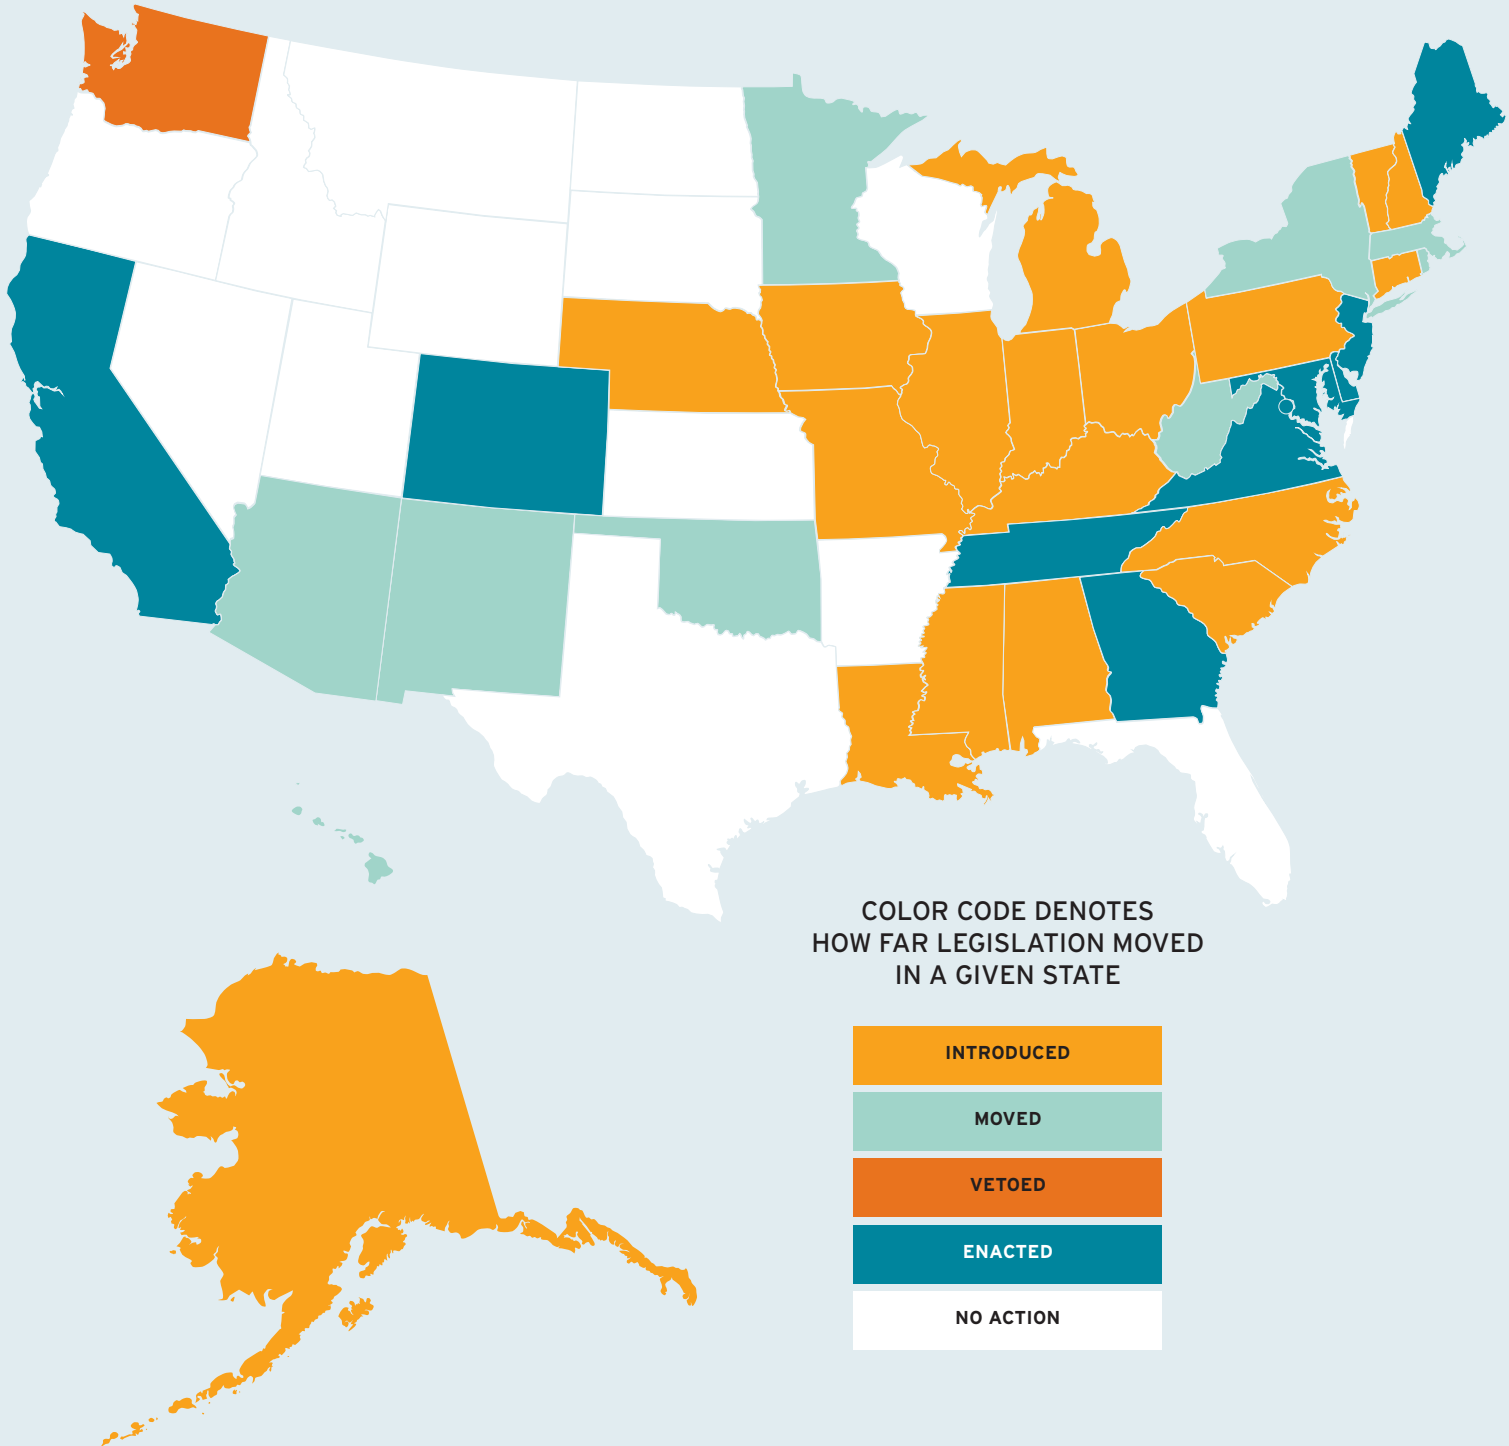 COLOR CODE DENOTES
HOW FAR LEGISLATION MOVED
IN A GIVEN STATE
INTRODUCED
MOVED
VETOED
ENACTED
NO ACTION